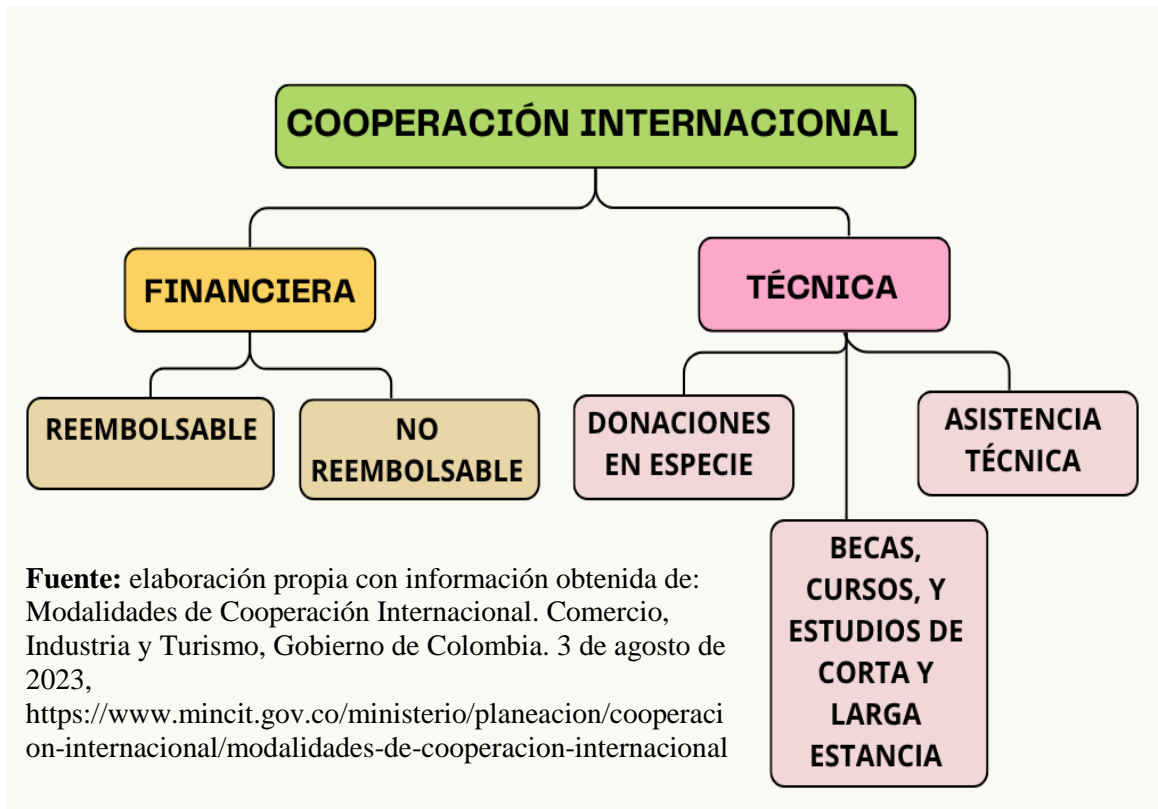 COOPERACIÓN INTERNACIONAL
FINANCIERA
TÉCNICA
REEMBOLSABLE
NO
REEMBOLSABLE
DONACIONES
EN ESPECIE
ASISTENCIA
TÉCNICA
BECAS,
CURSOS, Y
ESTUDIOS DE
CORTA Y
LARGA
ESTANCIA
Fuente: elaboración propia con información obtenida de:
Modalidades de Cooperación Internacional. Comercio,
Industria y Turismo, Gobierno de Colombia. 3 de agosto de
2023,
https://www.mincit.gov.co/ministerio/planeacion/cooperaci
on-internacional/modalidades-de-cooperacion-internacional